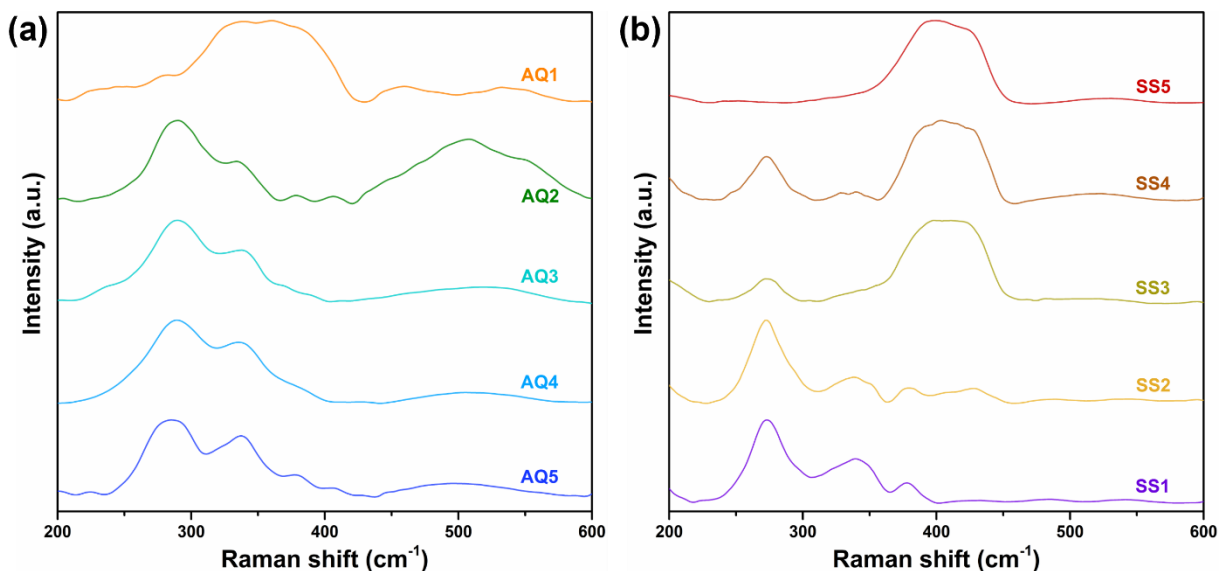 (a)
AQ1
AQ2
AQ3
AQ4
AQ5
Intensity (a.u.)
200 300 400 500 600
Raman shift (cm⁻¹)
(b)
SS5
SS4
SS3
SS2
SS1
Intensity (a.u.)
200 300 400 500 600
Raman shift (cm⁻¹)